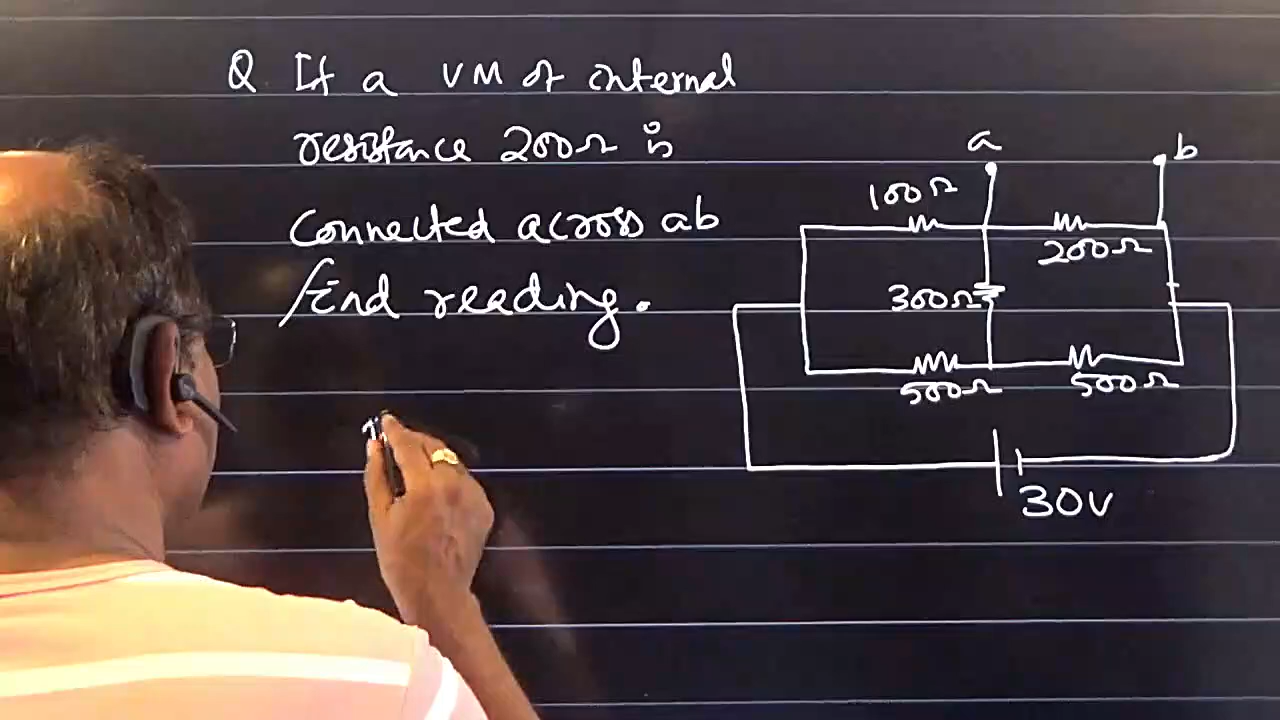 Q If a VM of internal
resistance 200Ω is
connected across ab
find reading.
a
b
100Ω
200Ω
300Ω
500Ω
500Ω
30V